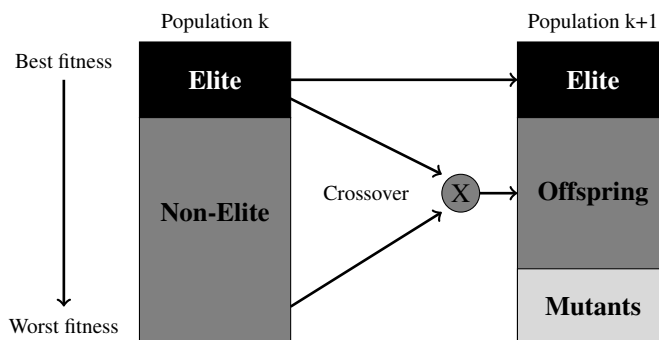 Population k
Population k+1
Best fitness
Elite
Elite
Crossover
X
Non-Elite
Offspring
Mutants
Worst fitness